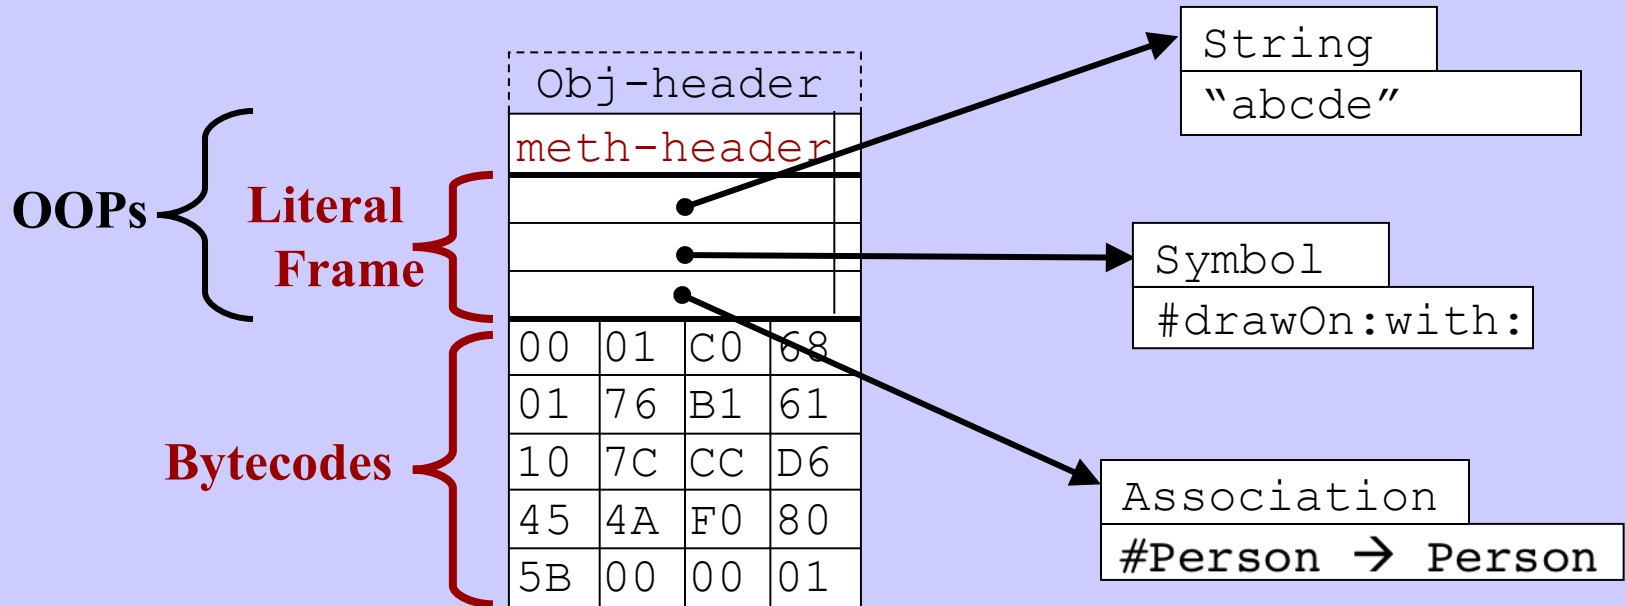 String
“abcde”
Obj-header
meth-header
OOPs
Literal
Frame
Symbol
#drawOn:with:
00 01 C0 68
01 76 B1 61
Bytecodes
10 7C CC D6
45 4A F0 80
5B 00 00 01
Association
#Person → Person